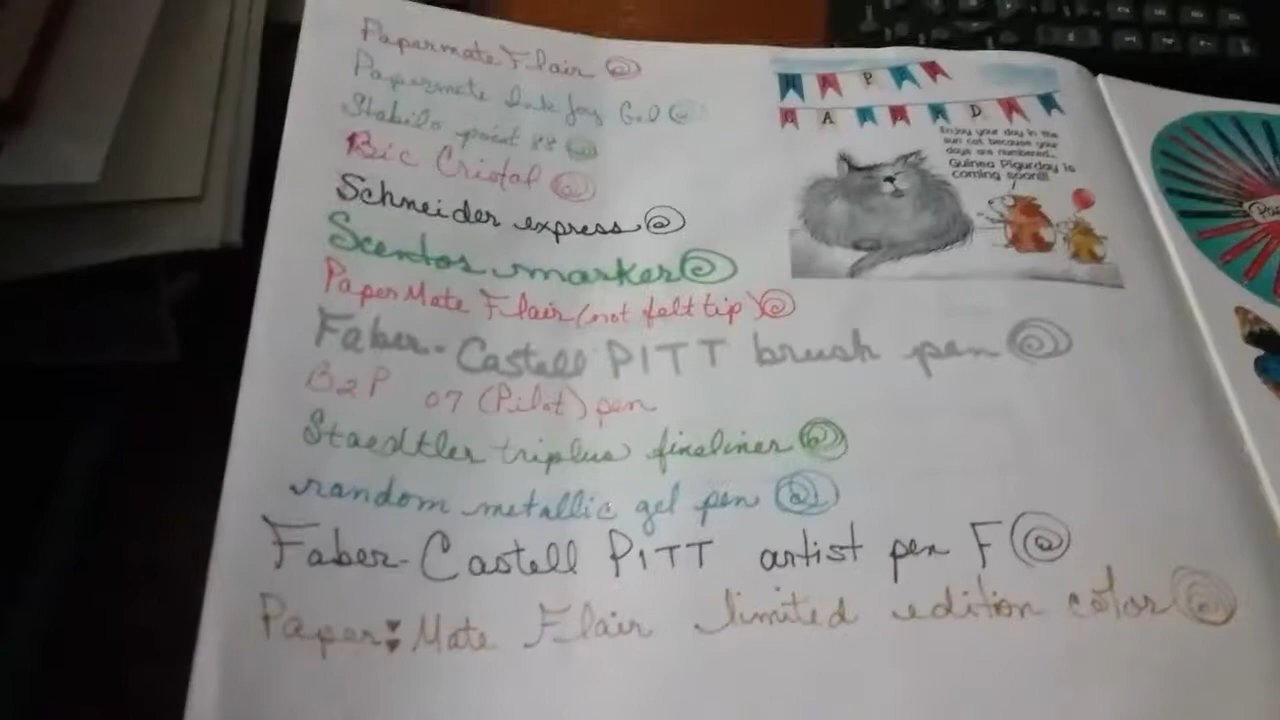 Papermate Flair
Papermate Ink Joy Gel
Stabilo point 88
Bic Cristal
Schneider express
Scentos marker
PaperMate Flair (not felt tip)
Faber-Castell PITT brush pen
B2P 07 (Pilot) pen
Staedtler triplus fineliner
random metallic gel pen
Faber-Castell PITT artist pen F
Paper:Mate Flair limited edition color
HAPPY
CATURDAY
Enjoy your day in the
sun cat because your
days are numbered...
Guinea Pigurday is
coming soon!!!